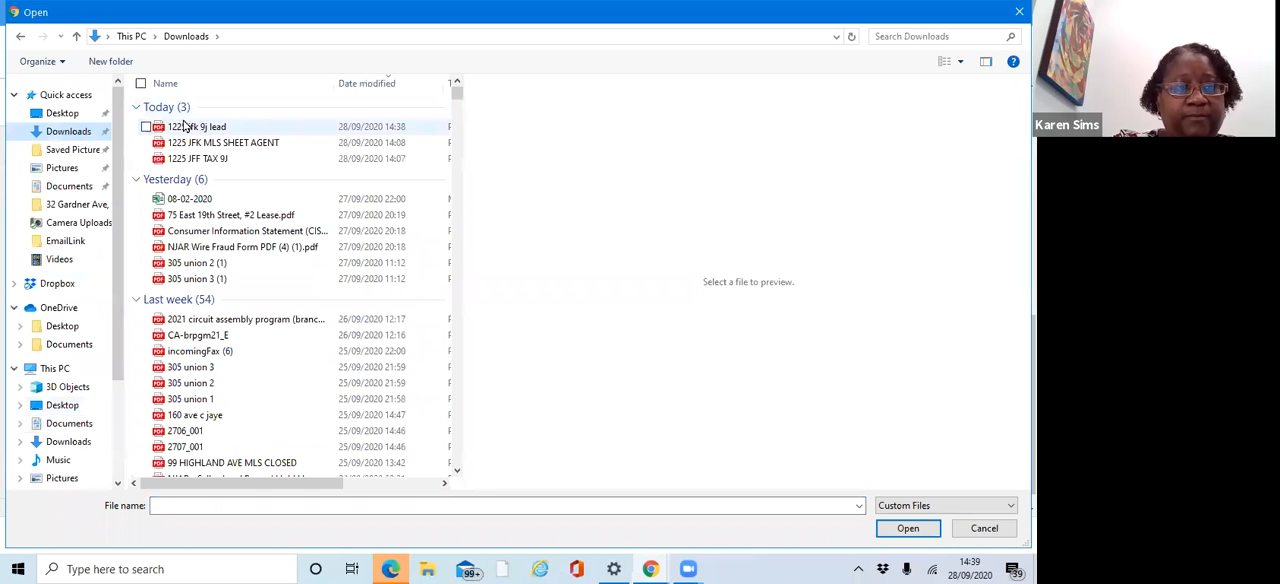 Open
This PC > Downloads >
Search Downloads
Organize
New folder
Name
Date modified
Quick access
Desktop
Downloads
Saved Picture
Pictures
Documents
32 Gardner Ave,
Camera Uploads
EmailLink
Videos
Dropbox
OneDrive
Desktop
Documents
This PC
3D Objects
Desktop
Documents
Downloads
Music
Pictures
Today (3)
9j lead 28/09/2020 14:38
1225 JFK MLS SHEET AGENT 28/09/2020 14:08
1225 JFF TAX 9J 28/09/2020 14:07
Yesterday (6)
08-02-2020 27/09/2020 22:00
75 East 19th Street, #2 Lease.pdf 27/09/2020 20:19
Consumer Information Statement (CIS... 27/09/2020 20:18
NJAR Wire Fraud Form PDF (4) (1).pdf 27/09/2020 20:18
305 union 2 (1) 27/09/2020 11:12
305 union 3 (1) 27/09/2020 11:12
Last week (54)
2021 circuit assembly program (branc... 26/09/2020 12:17
CA-brpgm21_E 26/09/2020 12:16
incomingFax (6) 25/09/2020 22:00
305 union 3 25/09/2020 21:59
305 union 2 25/09/2020 21:59
305 union 1 25/09/2020 21:58
160 ave c jaye 25/09/2020 14:47
2706_001 25/09/2020 14:46
2707_001 25/09/2020 14:46
99 HIGHLAND AVE MLS CLOSED 25/09/2020 13:42
Select a file to preview.
Karen Sims
File name:
Custom Files
Open
Cancel
Type here to search
99+
14:39
28/09/2020
39